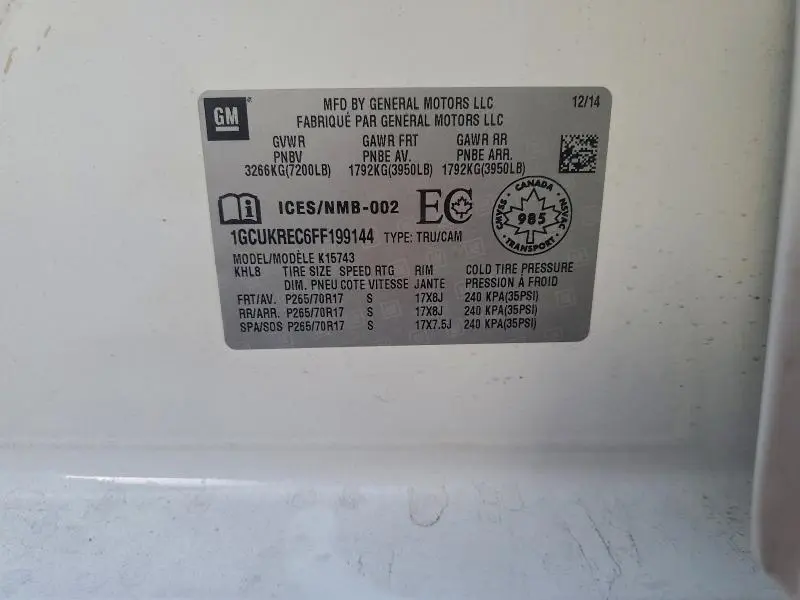 GM
MFD BY GENERAL MOTORS LLC 12/14
FABRIQUÉ PAR GENERAL MOTORS LLC
GVWR GAWR FRT GAWR RR
PNBV PNBE AV. PNBE ARR.
3266KG(7200LB) 1792KG(3950LB) 1792KG(3950LB)
ICES/NMB-002 EC
CANADA
CMVSS 985 NSVAC
TRANSPORT
1GCUKREC6FF199144 TYPE: TRU/CAM
MODEL/MODÈLE K15743
KHL8 TIRE SIZE SPEED RTG RIM COLD TIRE PRESSURE
DIM. PNEU COTE VITESSE JANTE PRESSION À FROID
FRT/AV. P265/70R17 S 17X8J 240 KPA(35PSI)
RR/ARR. P265/70R17 S 17X8J 240 KPA(35PSI)
SPA/SDS P265/70R17 S 17X7.5J 240 KPA(35PSI)